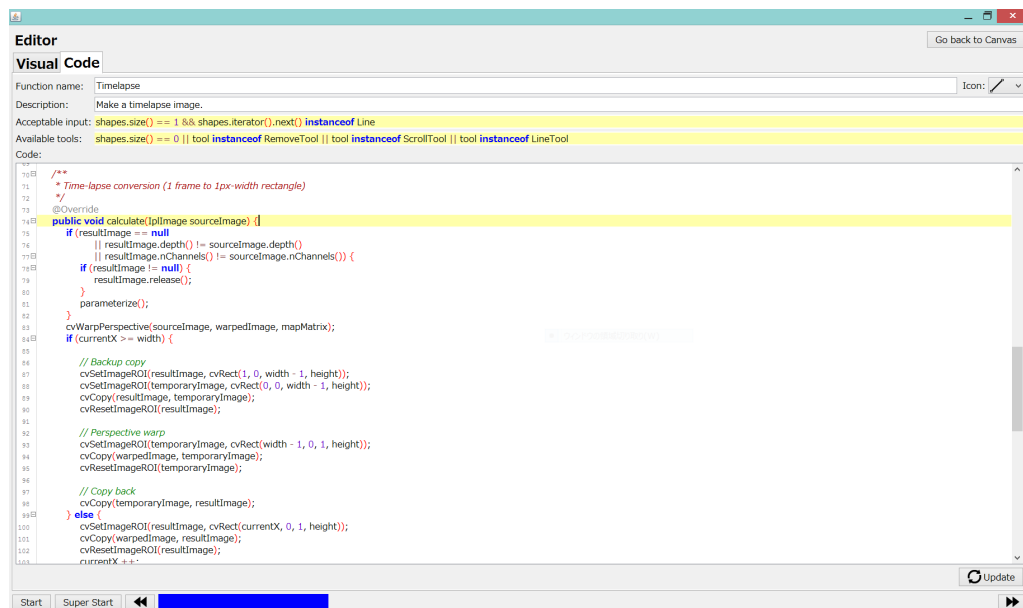 Editor
Go back to Canvas
Visual Code
Function name: Timelapse Icon:
Description: Make a timelapse image.
Acceptable input: shapes.size() == 1 && shapes.iterator().next() instanceof Line
Available tools: shapes.size() == 0 || tool instanceof RemoveTool || tool instanceof ScrollTool || tool instanceof LineTool
Code:
69
70 /**
71 * Time-lapse conversion (1 frame to 1px-width rectangle)
72 */
73 @Override
74 public void calculate(IplImage sourceImage) {
75 if (resultImage == null
76 || resultImage.depth() != sourceImage.depth()
77 || resultImage.nChannels() != sourceImage.nChannels()) {
78 if (resultImage != null) {
79 resultImage.release();
80 }
81 parameterize();
82 }
83 cvWarpPerspective(sourceImage, warpedImage, mapMatrix);
84 if (currentX >= width) {
85
86 // Backup copy
87 cvSetImageROI(resultImage, cvRect(1, 0, width - 1, height));
88 cvSetImageROI(temporaryImage, cvRect(0, 0, width - 1, height));
89 cvCopy(resultImage, temporaryImage);
90 cvResetImageROI(resultImage);
91
92 // Perspective warp
93 cvSetImageROI(temporaryImage, cvRect(width - 1, 0, 1, height));
94 cvCopy(warpedImage, temporaryImage);
95 cvResetImageROI(temporaryImage);
96
97 // Copy back
98 cvCopy(temporaryImage, resultImage);
99 } else {
100 cvSetImageROI(resultImage, cvRect(currentX, 0, 1, height));
101 cvCopy(warpedImage, resultImage);
102 cvResetImageROI(resultImage);
103 currentX ++;
Update
Start Super Start